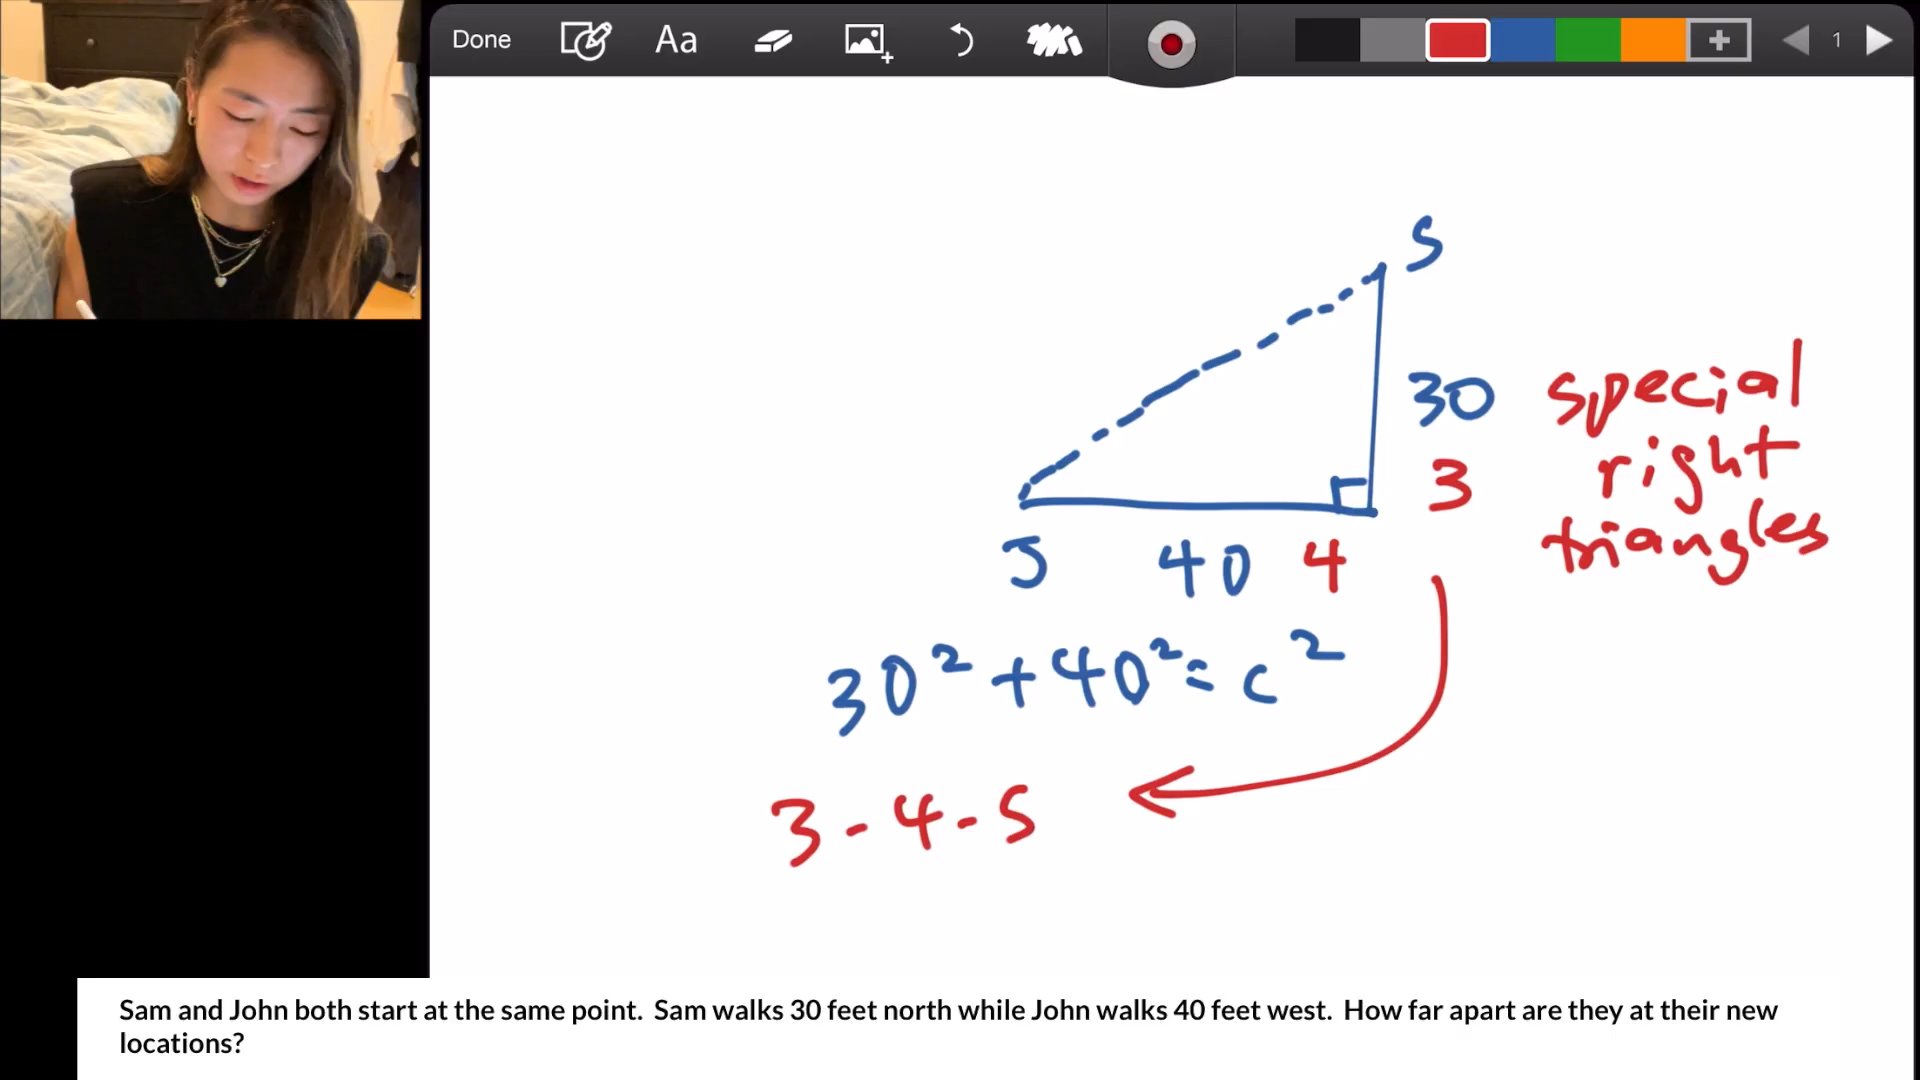 Done Aa 1
S
30 special
3 right
triangles
J 40 4
30² + 40² = c²
3 - 4 - 5
Sam and John both start at the same point. Sam walks 30 feet north while John walks 40 feet west. How far apart are they at their new
locations?